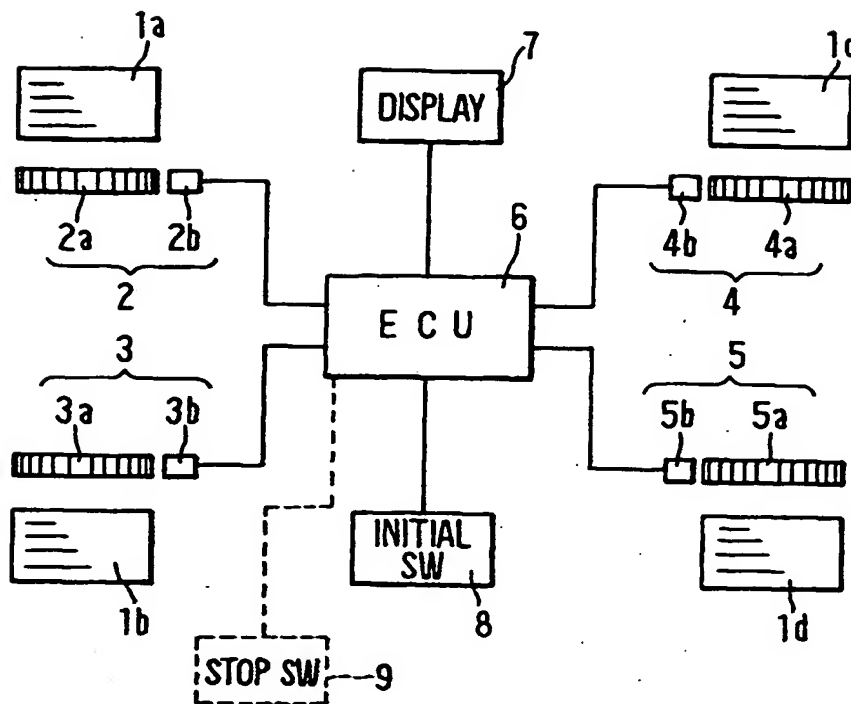 1a
7
1c
DISPLAY
2a 2b
6
4b 4a
2
4
E C U
3
5
3a 3b
5b 5a
INITIAL
SW
1b
8
1d
STOP SW
9